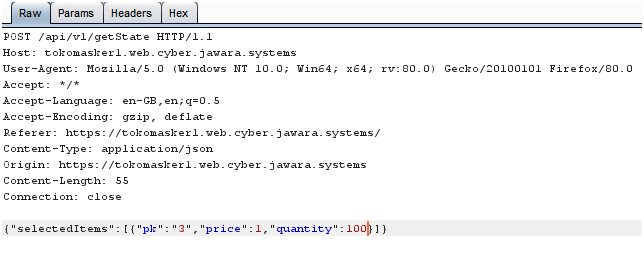 Raw Params Headers Hex
POST /api/v1/getState HTTP/1.1
Host: tokomasker1.web.cyber.jawara.systems
User-Agent: Mozilla/5.0 (Windows NT 10.0; Win64; x64; rv:80.0) Gecko/20100101 Firefox/80.0
Accept: */*
Accept-Language: en-GB,en;q=0.5
Accept-Encoding: gzip, deflate
Referer: https://tokomasker1.web.cyber.jawara.systems/
Content-Type: application/json
Origin: https://tokomasker1.web.cyber.jawara.systems
Content-Length: 55
Connection: close
{"selectedItems":[{"pk":"3","price":1,"quantity":100}]}